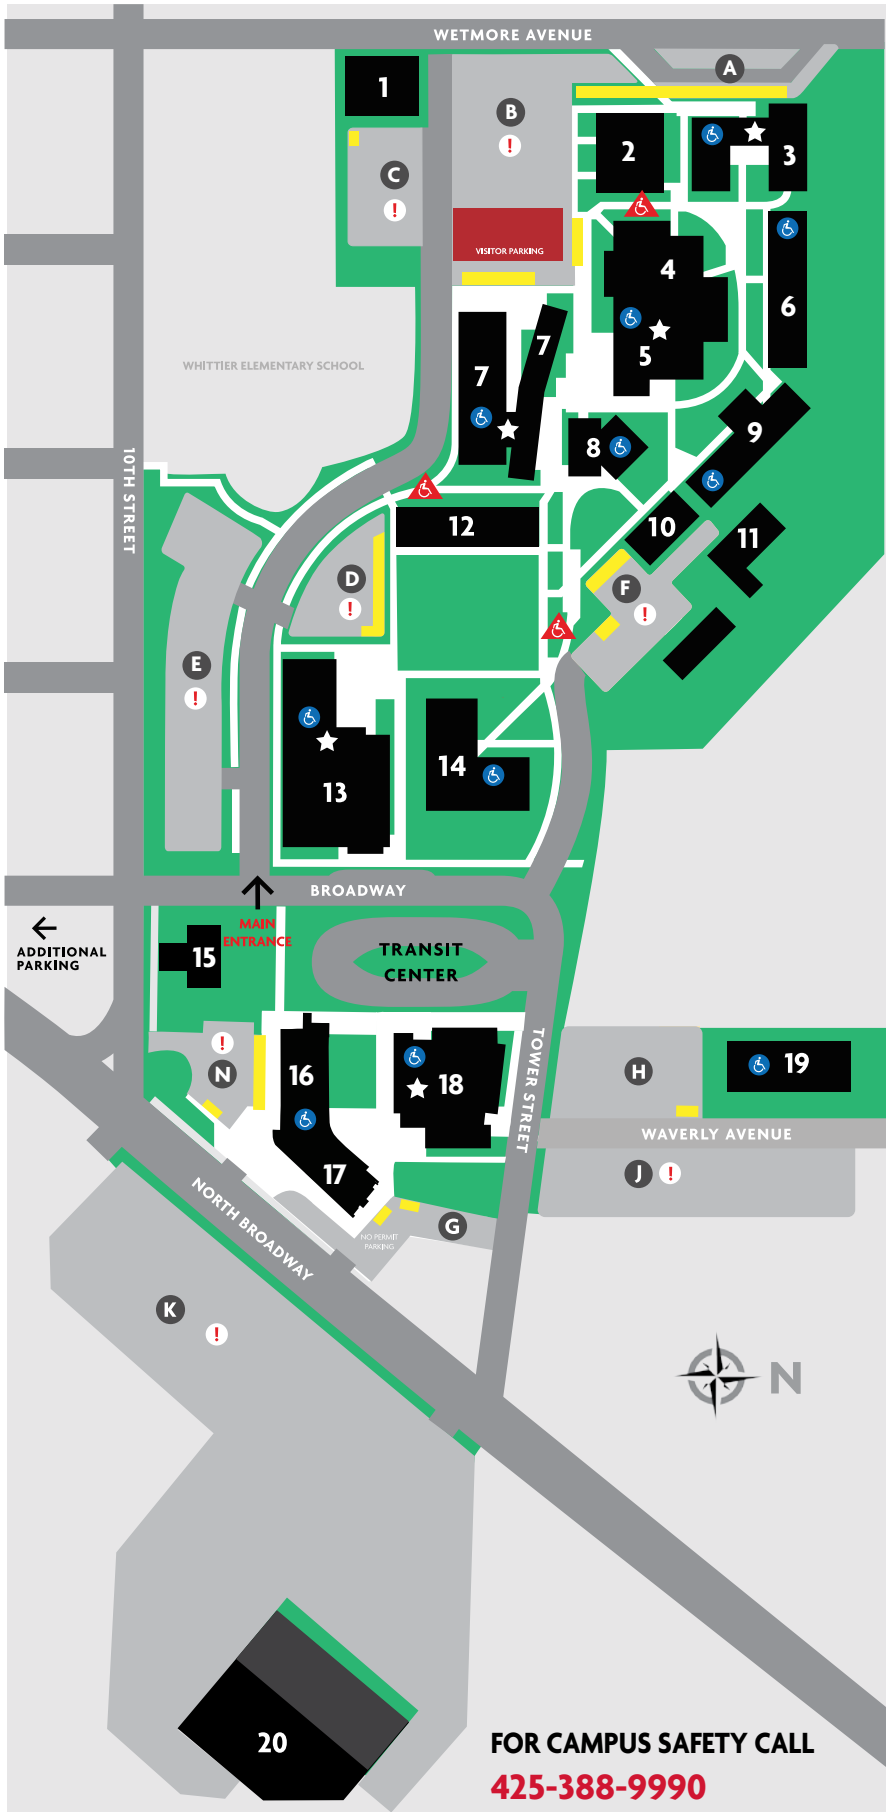 WETMORE AVENUE
A
1
B
!
2
3
C
!
VISITOR PARKING
4
6
5
7
7
WHITTIER ELEMENTARY SCHOOL
8
9
10TH STREET
12
10
11
D
!
F
!
E
!
14
13
BROADWAY
MAIN
ENTRANCE
ADDITIONAL
PARKING
15
TRANSIT
CENTER
!
N
16
18
TOWER STREET
H
19
WAVERLY AVENUE
J
!
17
NORTH BROADWAY
G
NO PERMIT
PARKING
K
!
N
20
FOR CAMPUS SAFETY CALL
425-388-9990